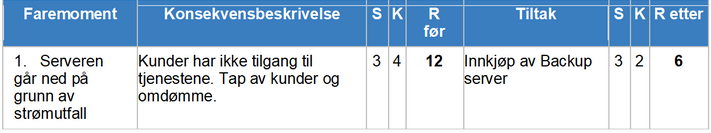 Faremoment Konsekvensbeskrivelse S K R før Tiltak S K R etter
1. Serveren går ned på grunn av strømutfall
Kunder har ikke tilgang til tjenestene. Tap av kunder og omdømme.
3 4 12
Innkjøp av Backup server
3 2 6